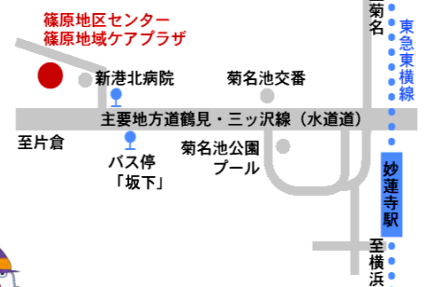 篠原地区センター
篠原地域ケアプラザ
菊名
東急東横線
新港北病院
菊名池交番
主要地方道鶴見・三ッ沢線（水道道）
至片倉
バス停
「坂下」
菊名池公園
プール
妙蓮寺駅
至横浜